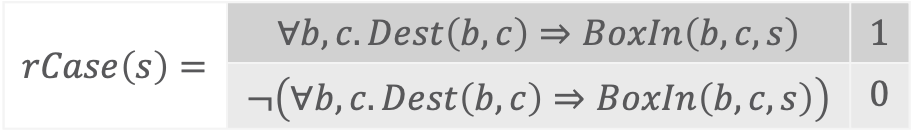 ∀b, c. Dest(b, c) ⇒ BoxIn(b, c, s) 1
rCase(s) =
¬(∀b, c. Dest(b, c) ⇒ BoxIn(b, c, s)) 0